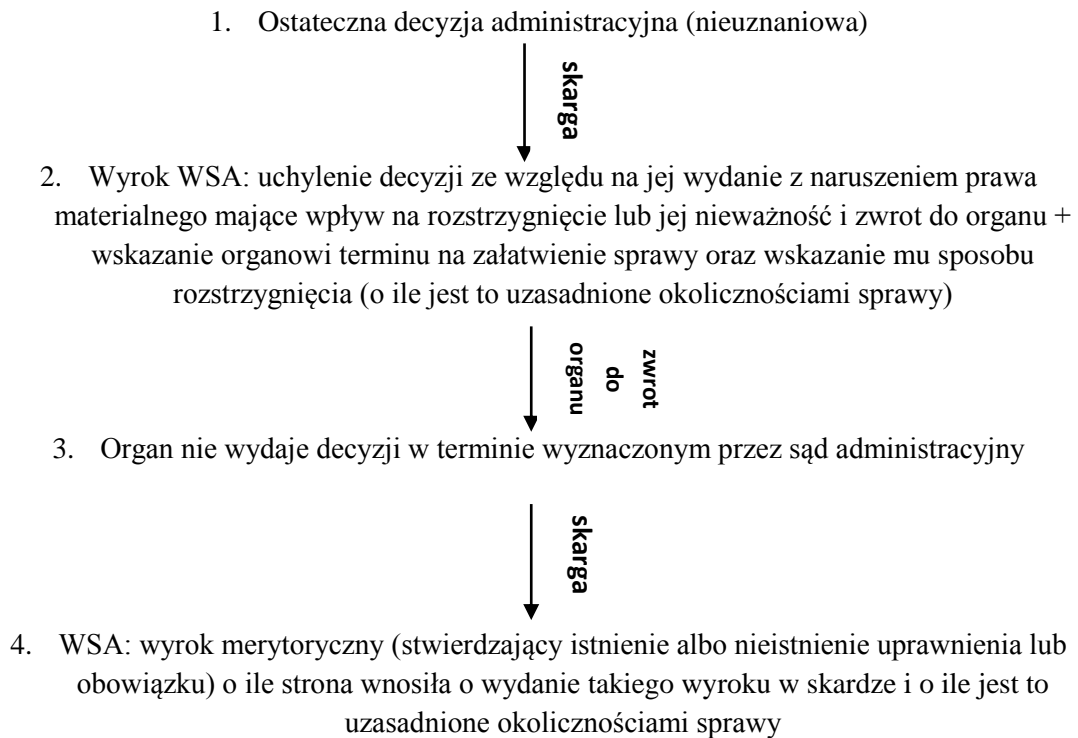 1. Ostateczna decyzja administracyjna (nieuznaniowa)
skarga
2. Wyrok WSA: uchylenie decyzji ze względu na jej wydanie z naruszeniem prawa
materialnego mające wpływ na rozstrzygnięcie lub jej nieważność i zwrot do organu +
wskazanie organowi terminu na załatwienie sprawy oraz wskazanie mu sposobu
rozstrzygnięcia (o ile jest to uzasadnione okolicznościami sprawy)
zwrot
do
organu
3. Organ nie wydaje decyzji w terminie wyznaczonym przez sąd administracyjny
skarga
4. WSA: wyrok merytoryczny (stwierdzający istnienie albo nieistnienie uprawnienia lub
obowiązku) o ile strona wnosiła o wydanie takiego wyroku w skardze i o ile jest to
uzasadnione okolicznościami sprawy